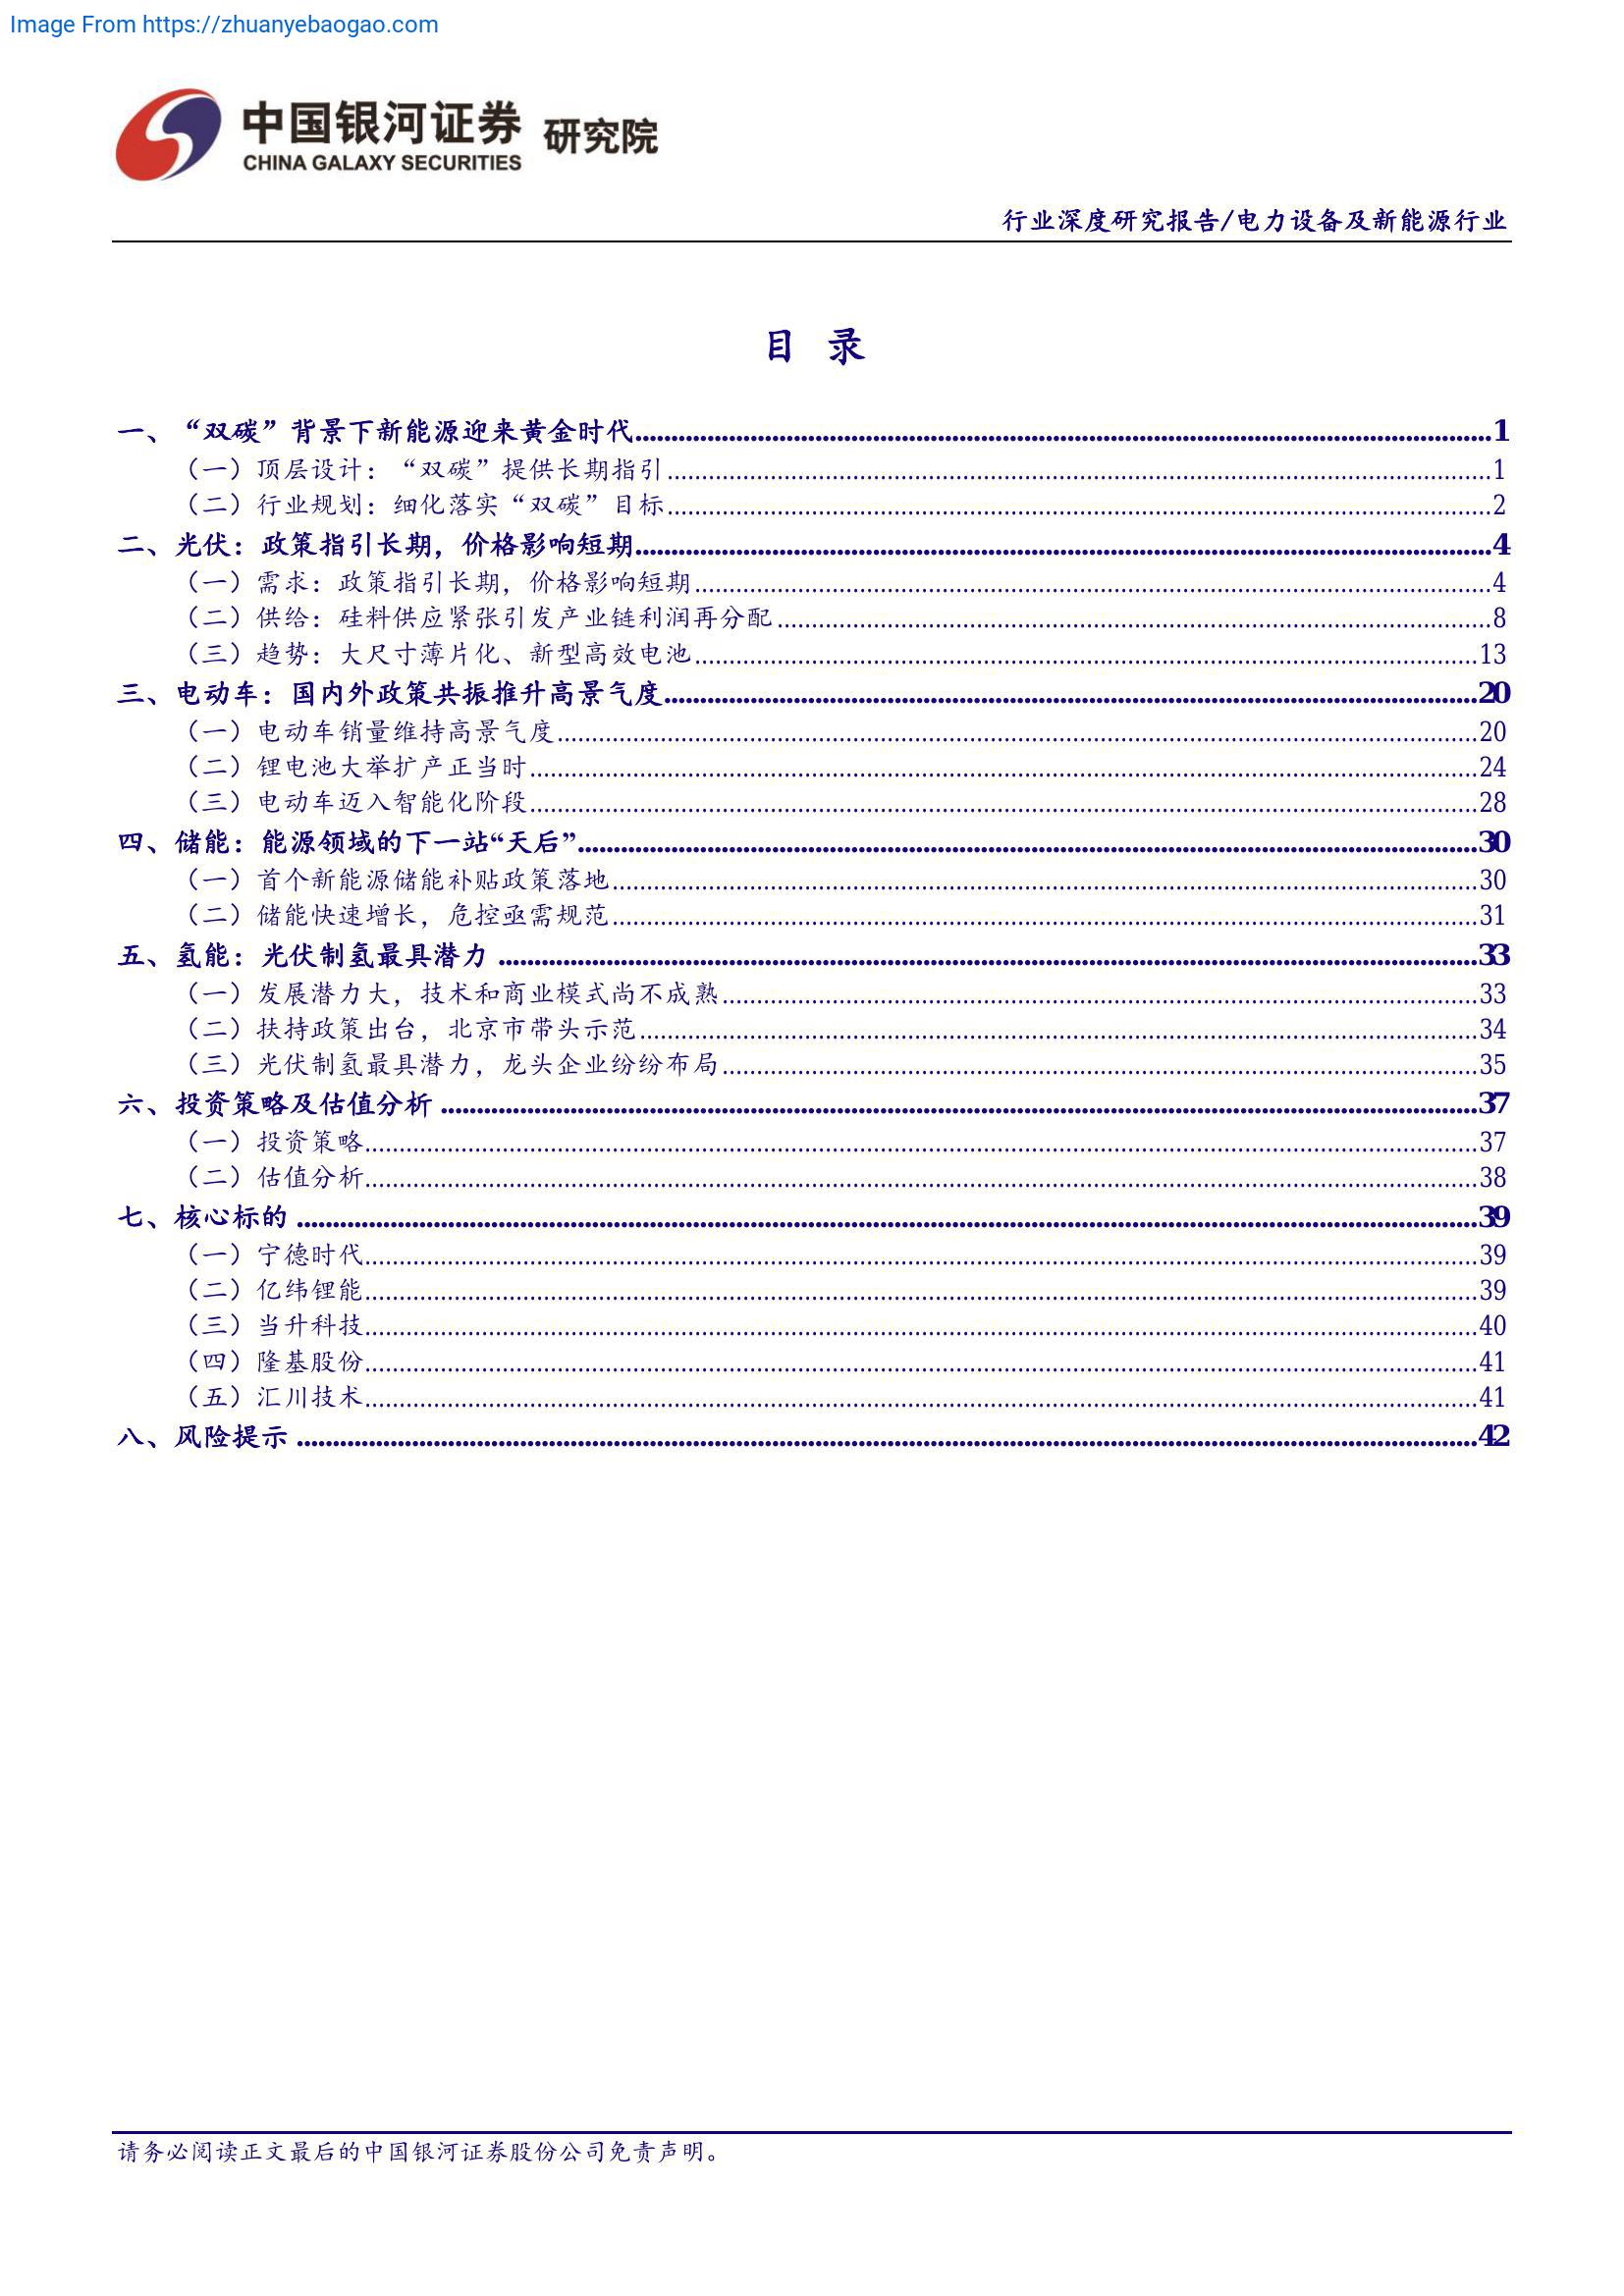 Image From https://zhuanyebaogao.com
中国银河证券 研究院
CHINA GALAXY SECURITIES
行业深度研究报告/电力设备及新能源行业
目 录
一、“双碳”背景下新能源迎来黄金时代 1
（一）顶层设计：“双碳”提供长期指引 1
（二）行业规划：细化落实“双碳”目标 2
二、光伏：政策指引长期，价格影响短期 4
（一）需求：政策指引长期，价格影响短期 4
（二）供给：硅料供应紧张引发产业链利润再分配 8
（三）趋势：大尺寸薄片化、新型高效电池 13
三、电动车：国内外政策共振推升高景气度 20
（一）电动车销量维持高景气度 20
（二）锂电池大举扩产正当时 24
（三）电动车迈入智能化阶段 28
四、储能：能源领域的下一站“天后” 30
（一）首个新能源储能补贴政策落地 30
（二）储能快速增长，危控亟需规范 31
五、氢能：光伏制氢最具潜力 33
（一）发展潜力大，技术和商业模式尚不成熟 33
（二）扶持政策出台，北京市带头示范 34
（三）光伏制氢最具潜力，龙头企业纷纷布局 35
六、投资策略及估值分析 37
（一）投资策略 37
（二）估值分析 38
七、核心标的 39
（一）宁德时代 39
（二）亿纬锂能 39
（三）当升科技 40
（四）隆基股份 41
（五）汇川技术 41
八、风险提示 42
请务必阅读正文最后的中国银河证券股份公司免责声明。